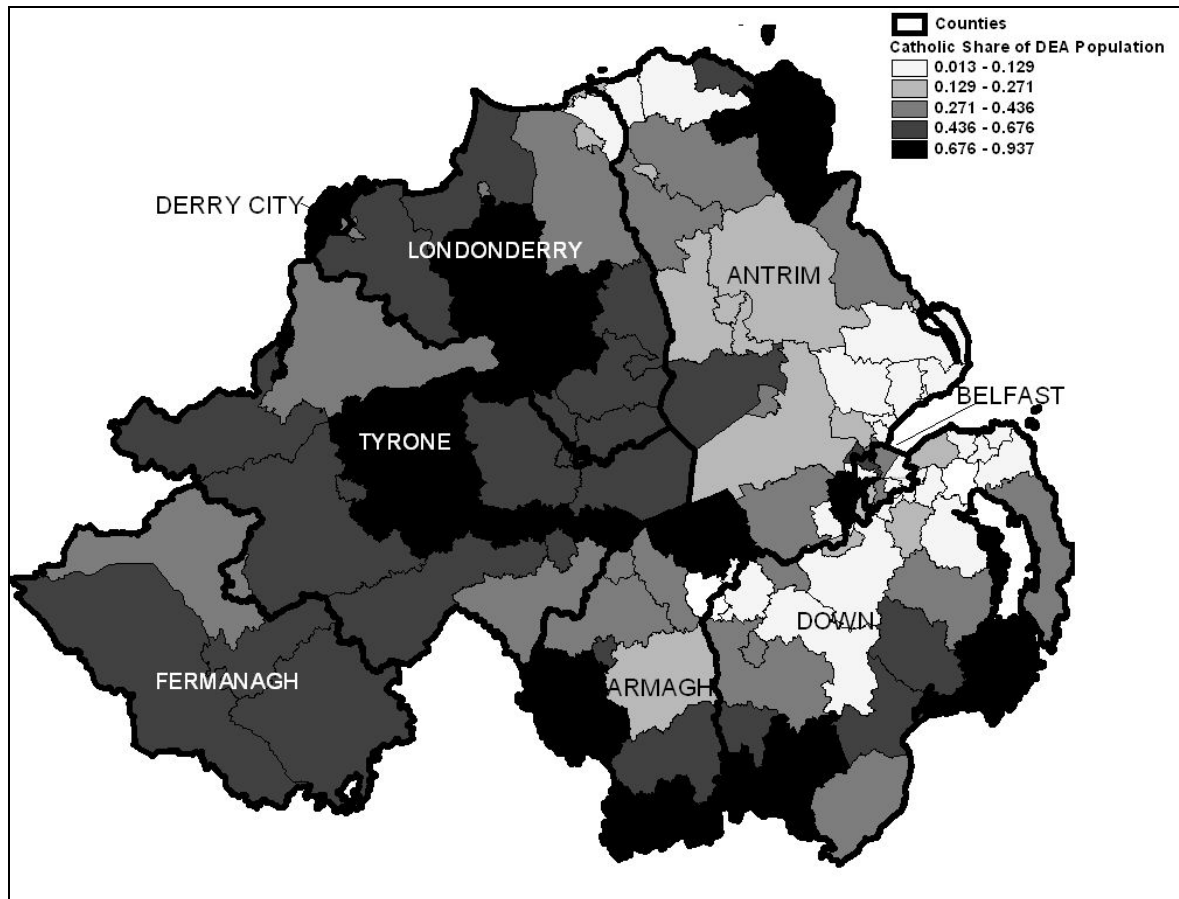 Counties
Catholic Share of DEA Population
0.013 - 0.129
0.129 - 0.271
0.271 - 0.436
0.436 - 0.676
0.676 - 0.937
DERRY CITY
LONDONDERRY
ANTRIM
BELFAST
TYRONE
DOWN
FERMANAGH
ARMAGH